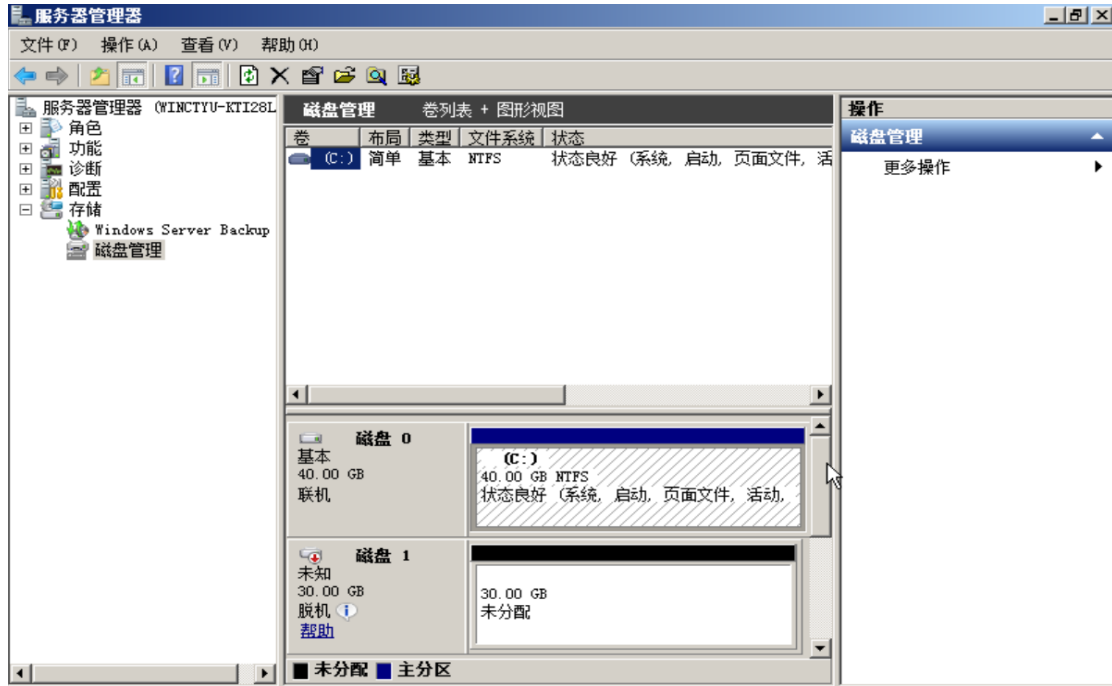 服务器管理器
文件(F) 操作(A) 查看(V) 帮助(H)
服务器管理器 (WINCTYU-KTI28L
角色
功能
诊断
配置
存储
Windows Server Backup
磁盘管理
磁盘管理 卷列表 + 图形视图
卷 布局 类型 文件系统 状态
(C:) 简单 基本 NTFS 状态良好 (系统, 启动, 页面文件, 活
磁盘 0
基本
40.00 GB
联机
(C:)
40.00 GB NTFS
状态良好 (系统, 启动, 页面文件, 活动,
磁盘 1
未知
30.00 GB
脱机
帮助
30.00 GB
未分配
未分配 主分区
操作
磁盘管理
更多操作